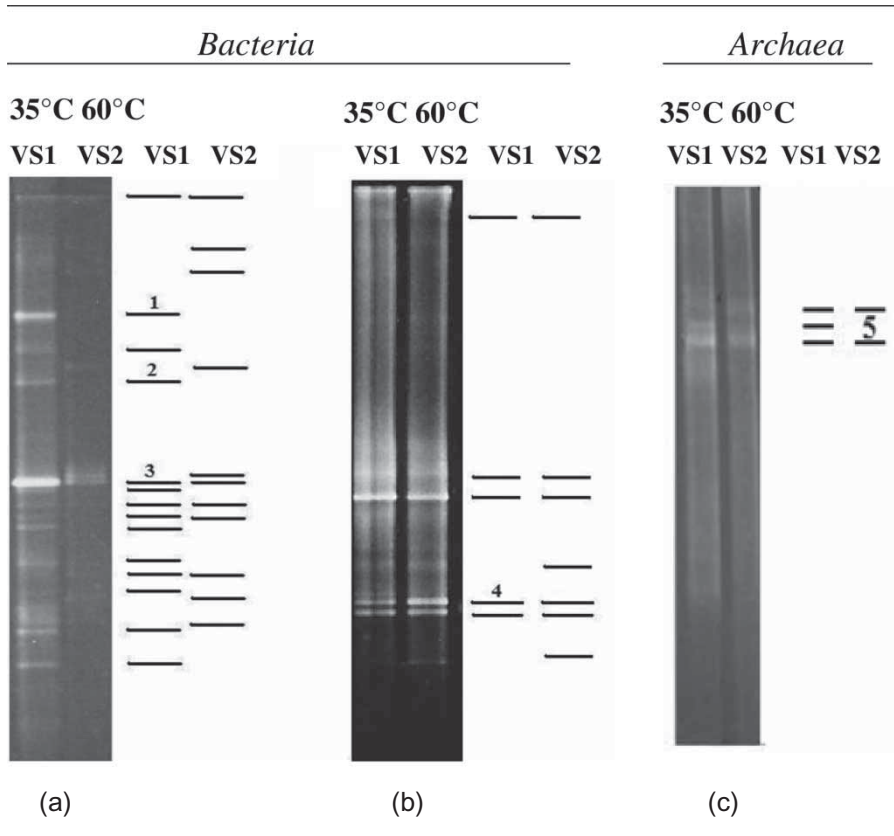 Bacteria Archaea
35°C 60°C 35°C 60°C 35°C 60°C
VS1 VS2 VS1 VS2 VS1 VS2 VS1 VS2 VS1 VS2 VS1 VS2
1
2
3
4
5
(a) (b) (c)